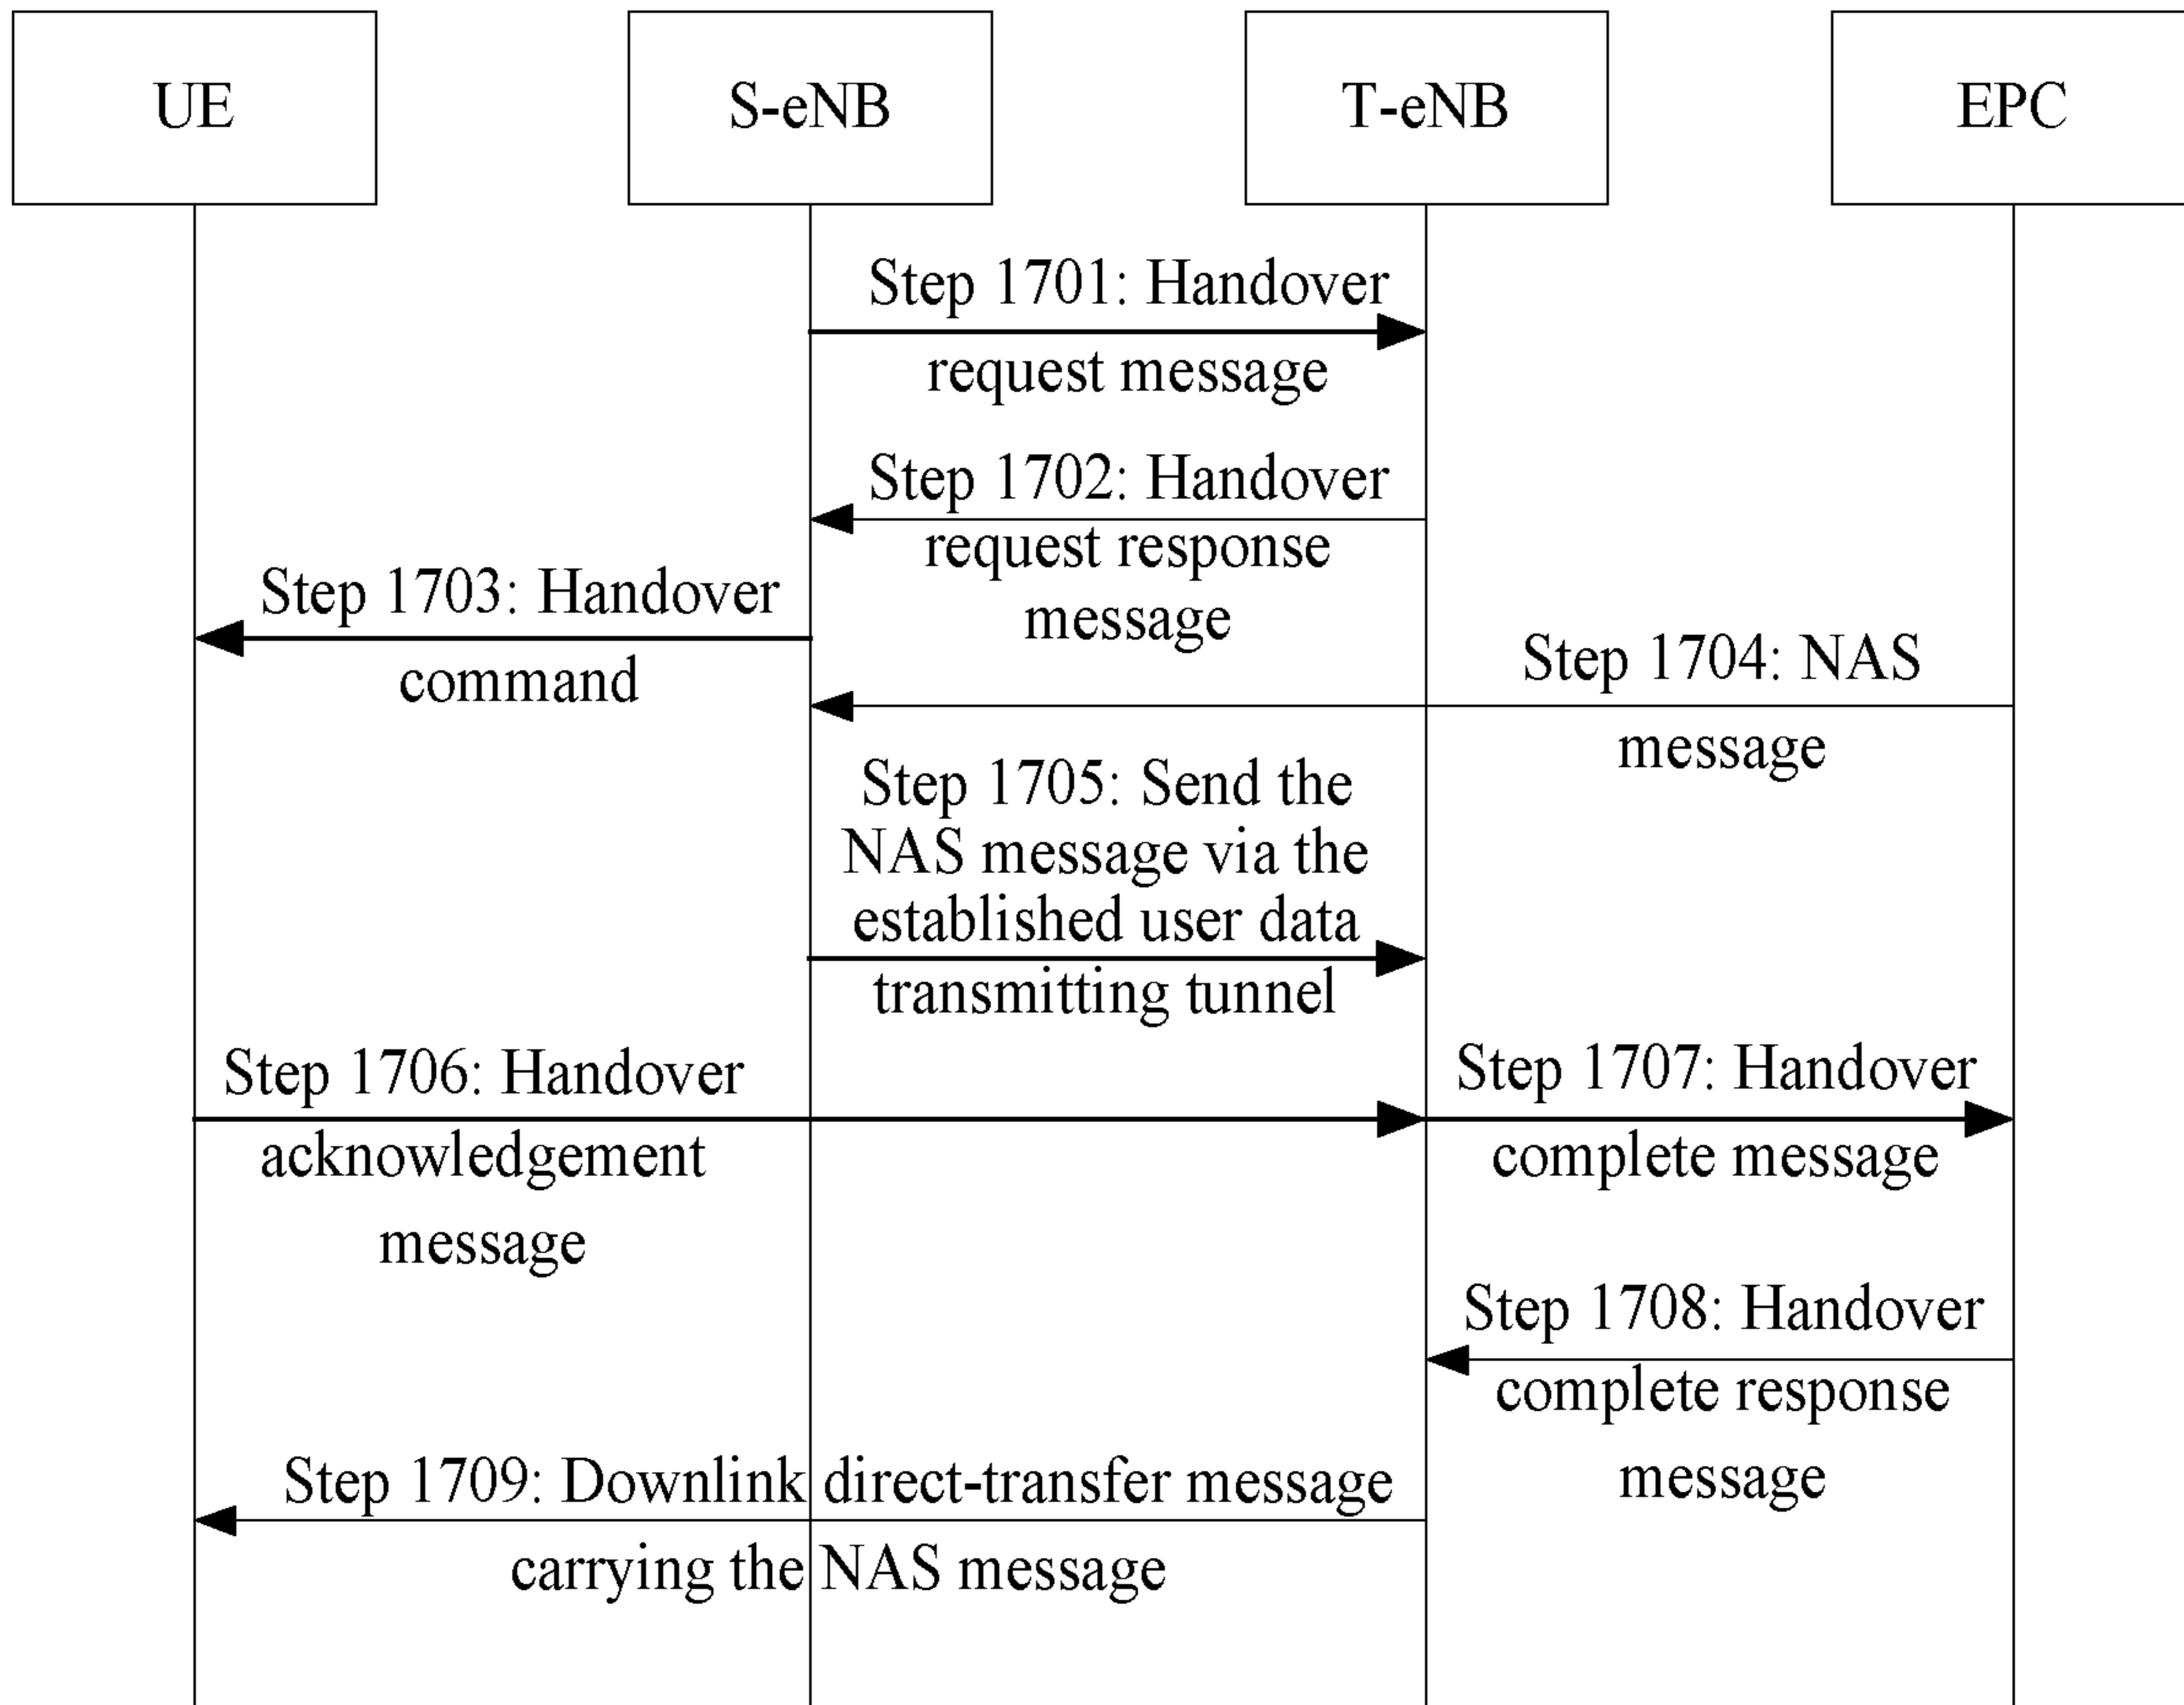 UE
S-eNB
T-eNB
EPC
Step 1701: Handover
request message
Step 1702: Handover
request response
message
Step 1703: Handover
command
Step 1704: NAS
message
Step 1705: Send the
NAS message via the
established user data
transmitting tunnel
Step 1706: Handover
acknowledgement
message
Step 1707: Handover
complete message
Step 1708: Handover
complete response
message
Step 1709: Downlink direct-transfer message
carrying the NAS message